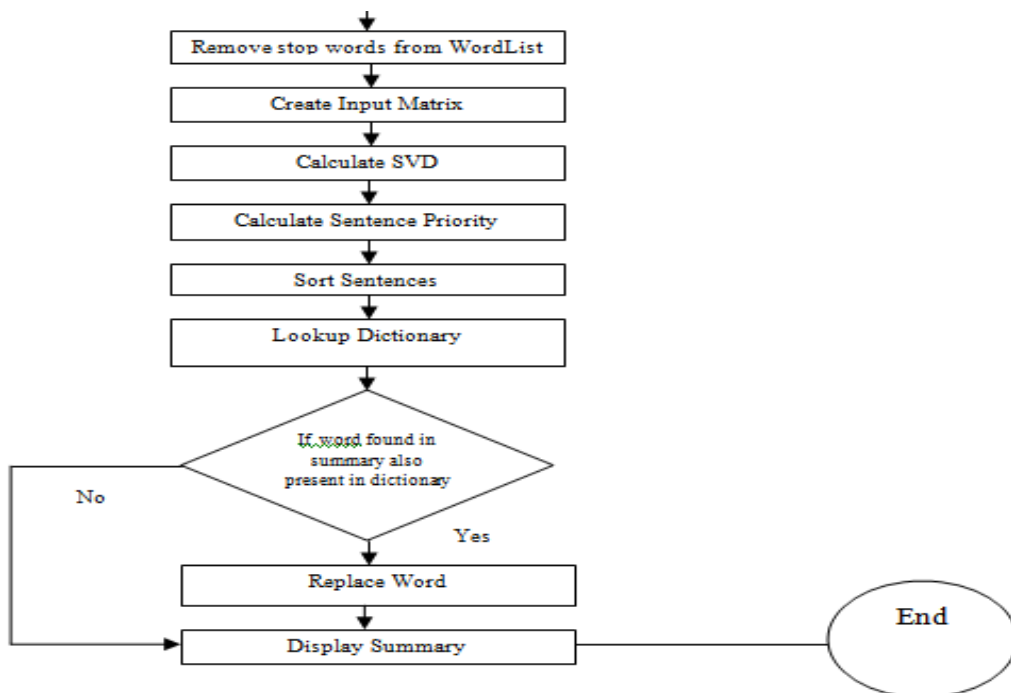 Remove stop words from WordList
Create Input Matrix
Calculate SVD
Calculate Sentence Priority
Sort Sentences
Lookup Dictionary
If word found in
summary also
present in dictionary
No
Yes
Replace Word
Display Summary
End